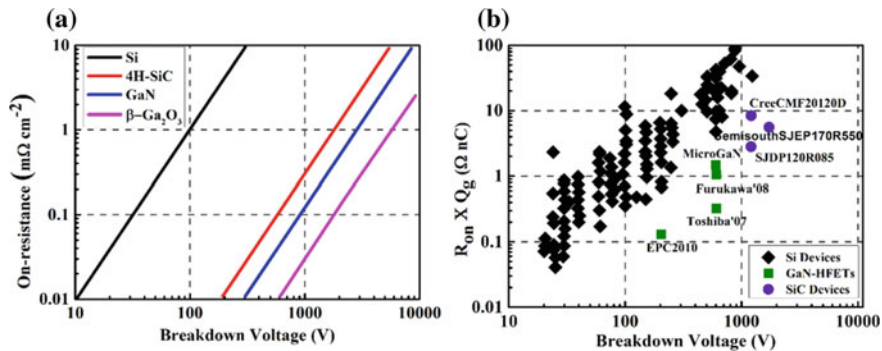 (a)
10
1
0.1
0.01
On-resistance (mΩ cm⁻²)
Si
4H-SiC
GaN
β−Ga₂O₃
10
100
1000
10000
Breakdown Voltage (V)
(b)
100
10
1
0.1
0.01
Rₒₙ X Q₉ (Ω nC)
CreeCMF20120D
SemisouthSJEP170R550
SJDP120R085
MicroGaN
Furukawa'08
Toshiba'07
EPC2010
Si Devices
GaN-HFETs
SiC Devices
10
100
1000
10000
Breakdown Voltage (V)